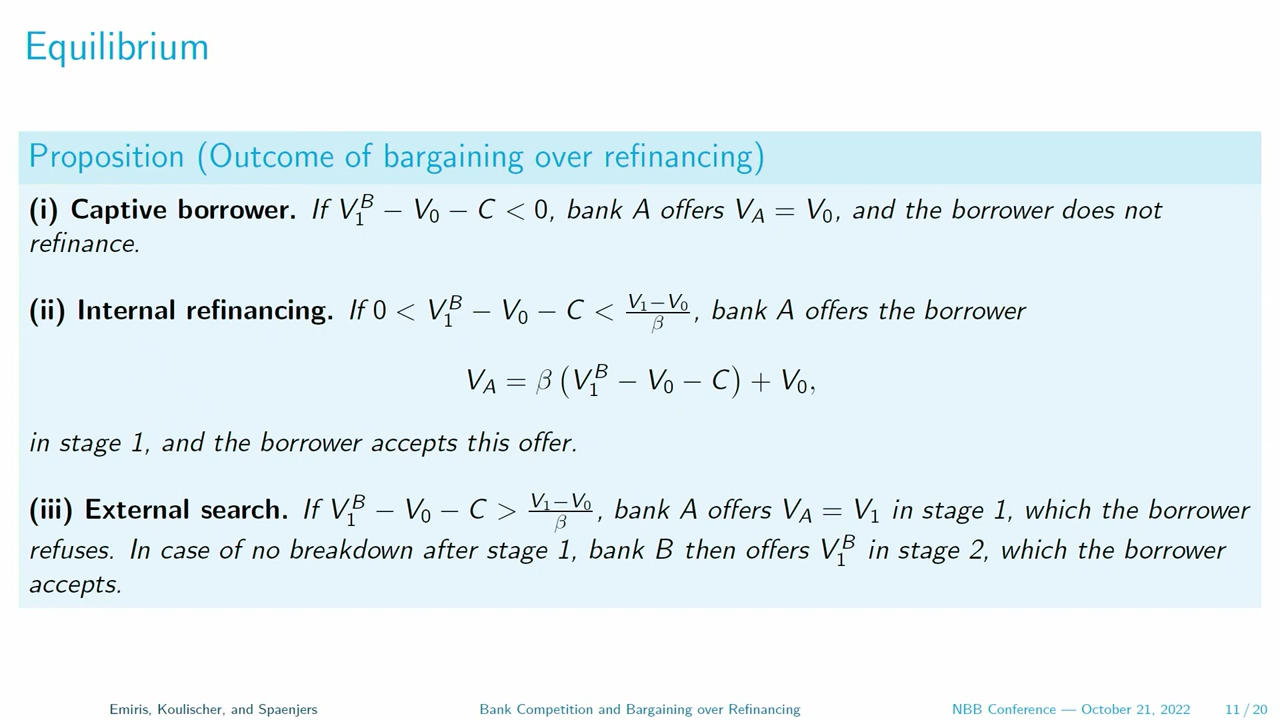 Equilibrium
Proposition (Outcome of bargaining over refinancing)
(i) Captive borrower. If $V_1^B - V_0 - C < 0$, bank A offers $V_A = V_0$, and the borrower does not
refinance.
(ii) Internal refinancing. If $0 < V_1^B - V_0 - C < \frac{V_1 - V_0}{\beta}$, bank A offers the borrower
$V_A = \beta (V_1^B - V_0 - C) + V_0,$
in stage 1, and the borrower accepts this offer.
(iii) External search. If $V_1^B - V_0 - C > \frac{V_1 - V_0}{\beta}$, bank A offers $V_A = V_1$ in stage 1, which the borrower
refuses. In case of no breakdown after stage 1, bank B then offers $V_1^B$ in stage 2, which the borrower
accepts.
Emiris, Koulischer, and Spaenjers Bank Competition and Bargaining over Refinancing NBB Conference — October 21, 2022 11 / 20